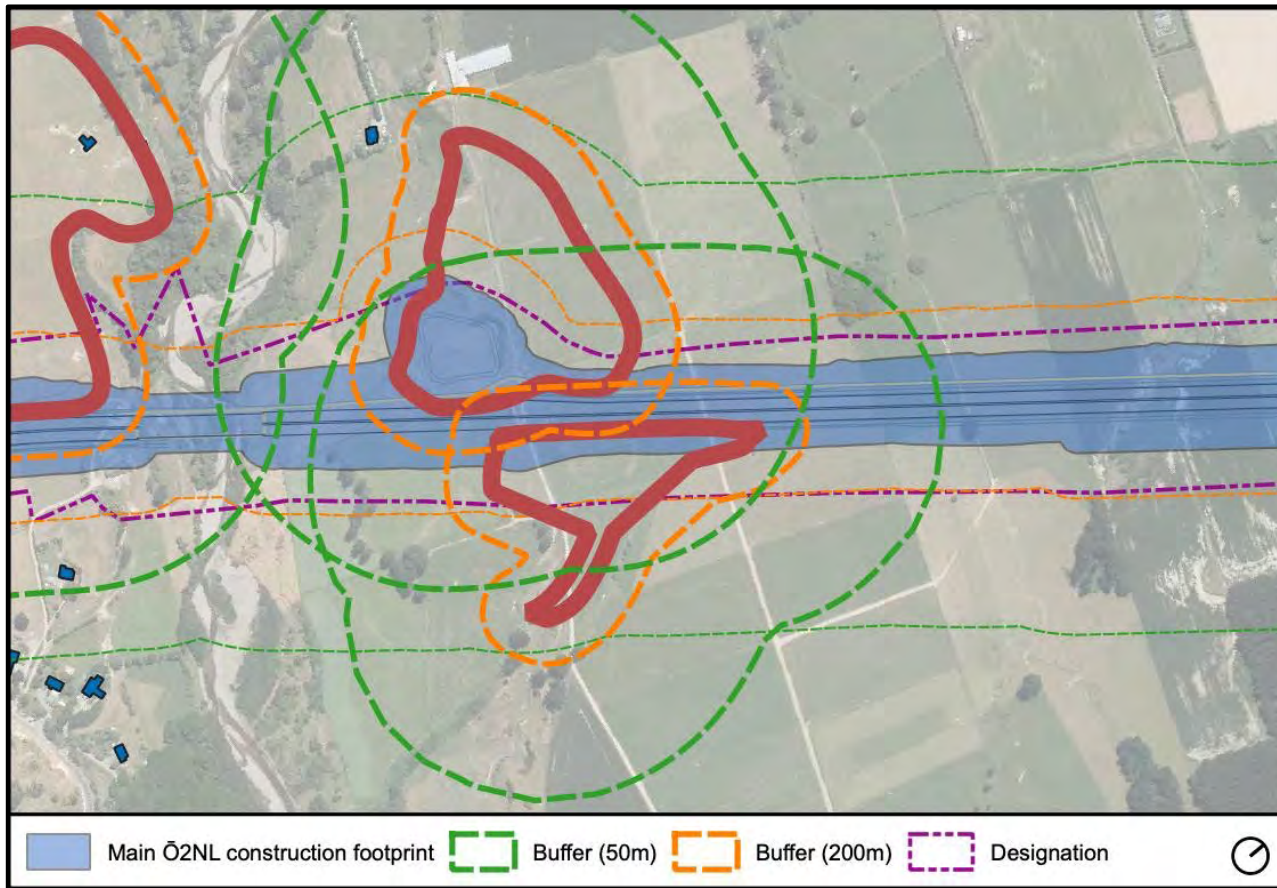 Main Ō2NL construction footprint Buffer (50m) Buffer (200m) Designation